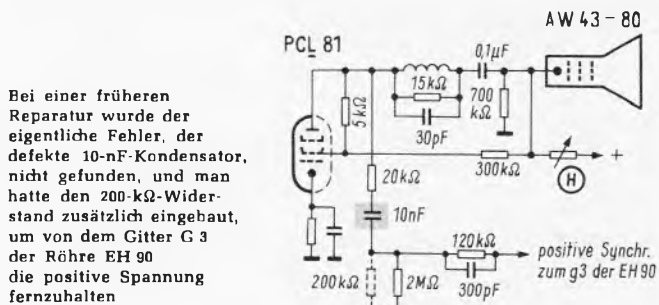 AW 43 - 80
PCL 81
0,1µF
15kΩ
700
kΩ
30pF
5kΩ
+
300kΩ
H
20kΩ
10nF
120kΩ
positive Synchr.
zum g3 der EH90
200kΩ
2MΩ
300pF
Bei einer früheren
Reparatur wurde der
eigentliche Fehler, der
defekte 10-nF-Kondensator,
nicht gefunden, und man
hatte den 200-kΩ-Wider-
stand zusätzlich eingebaut,
um von dem Gitter G 3
der Röhre EH 90
die positive Spannung
fernzuhalten